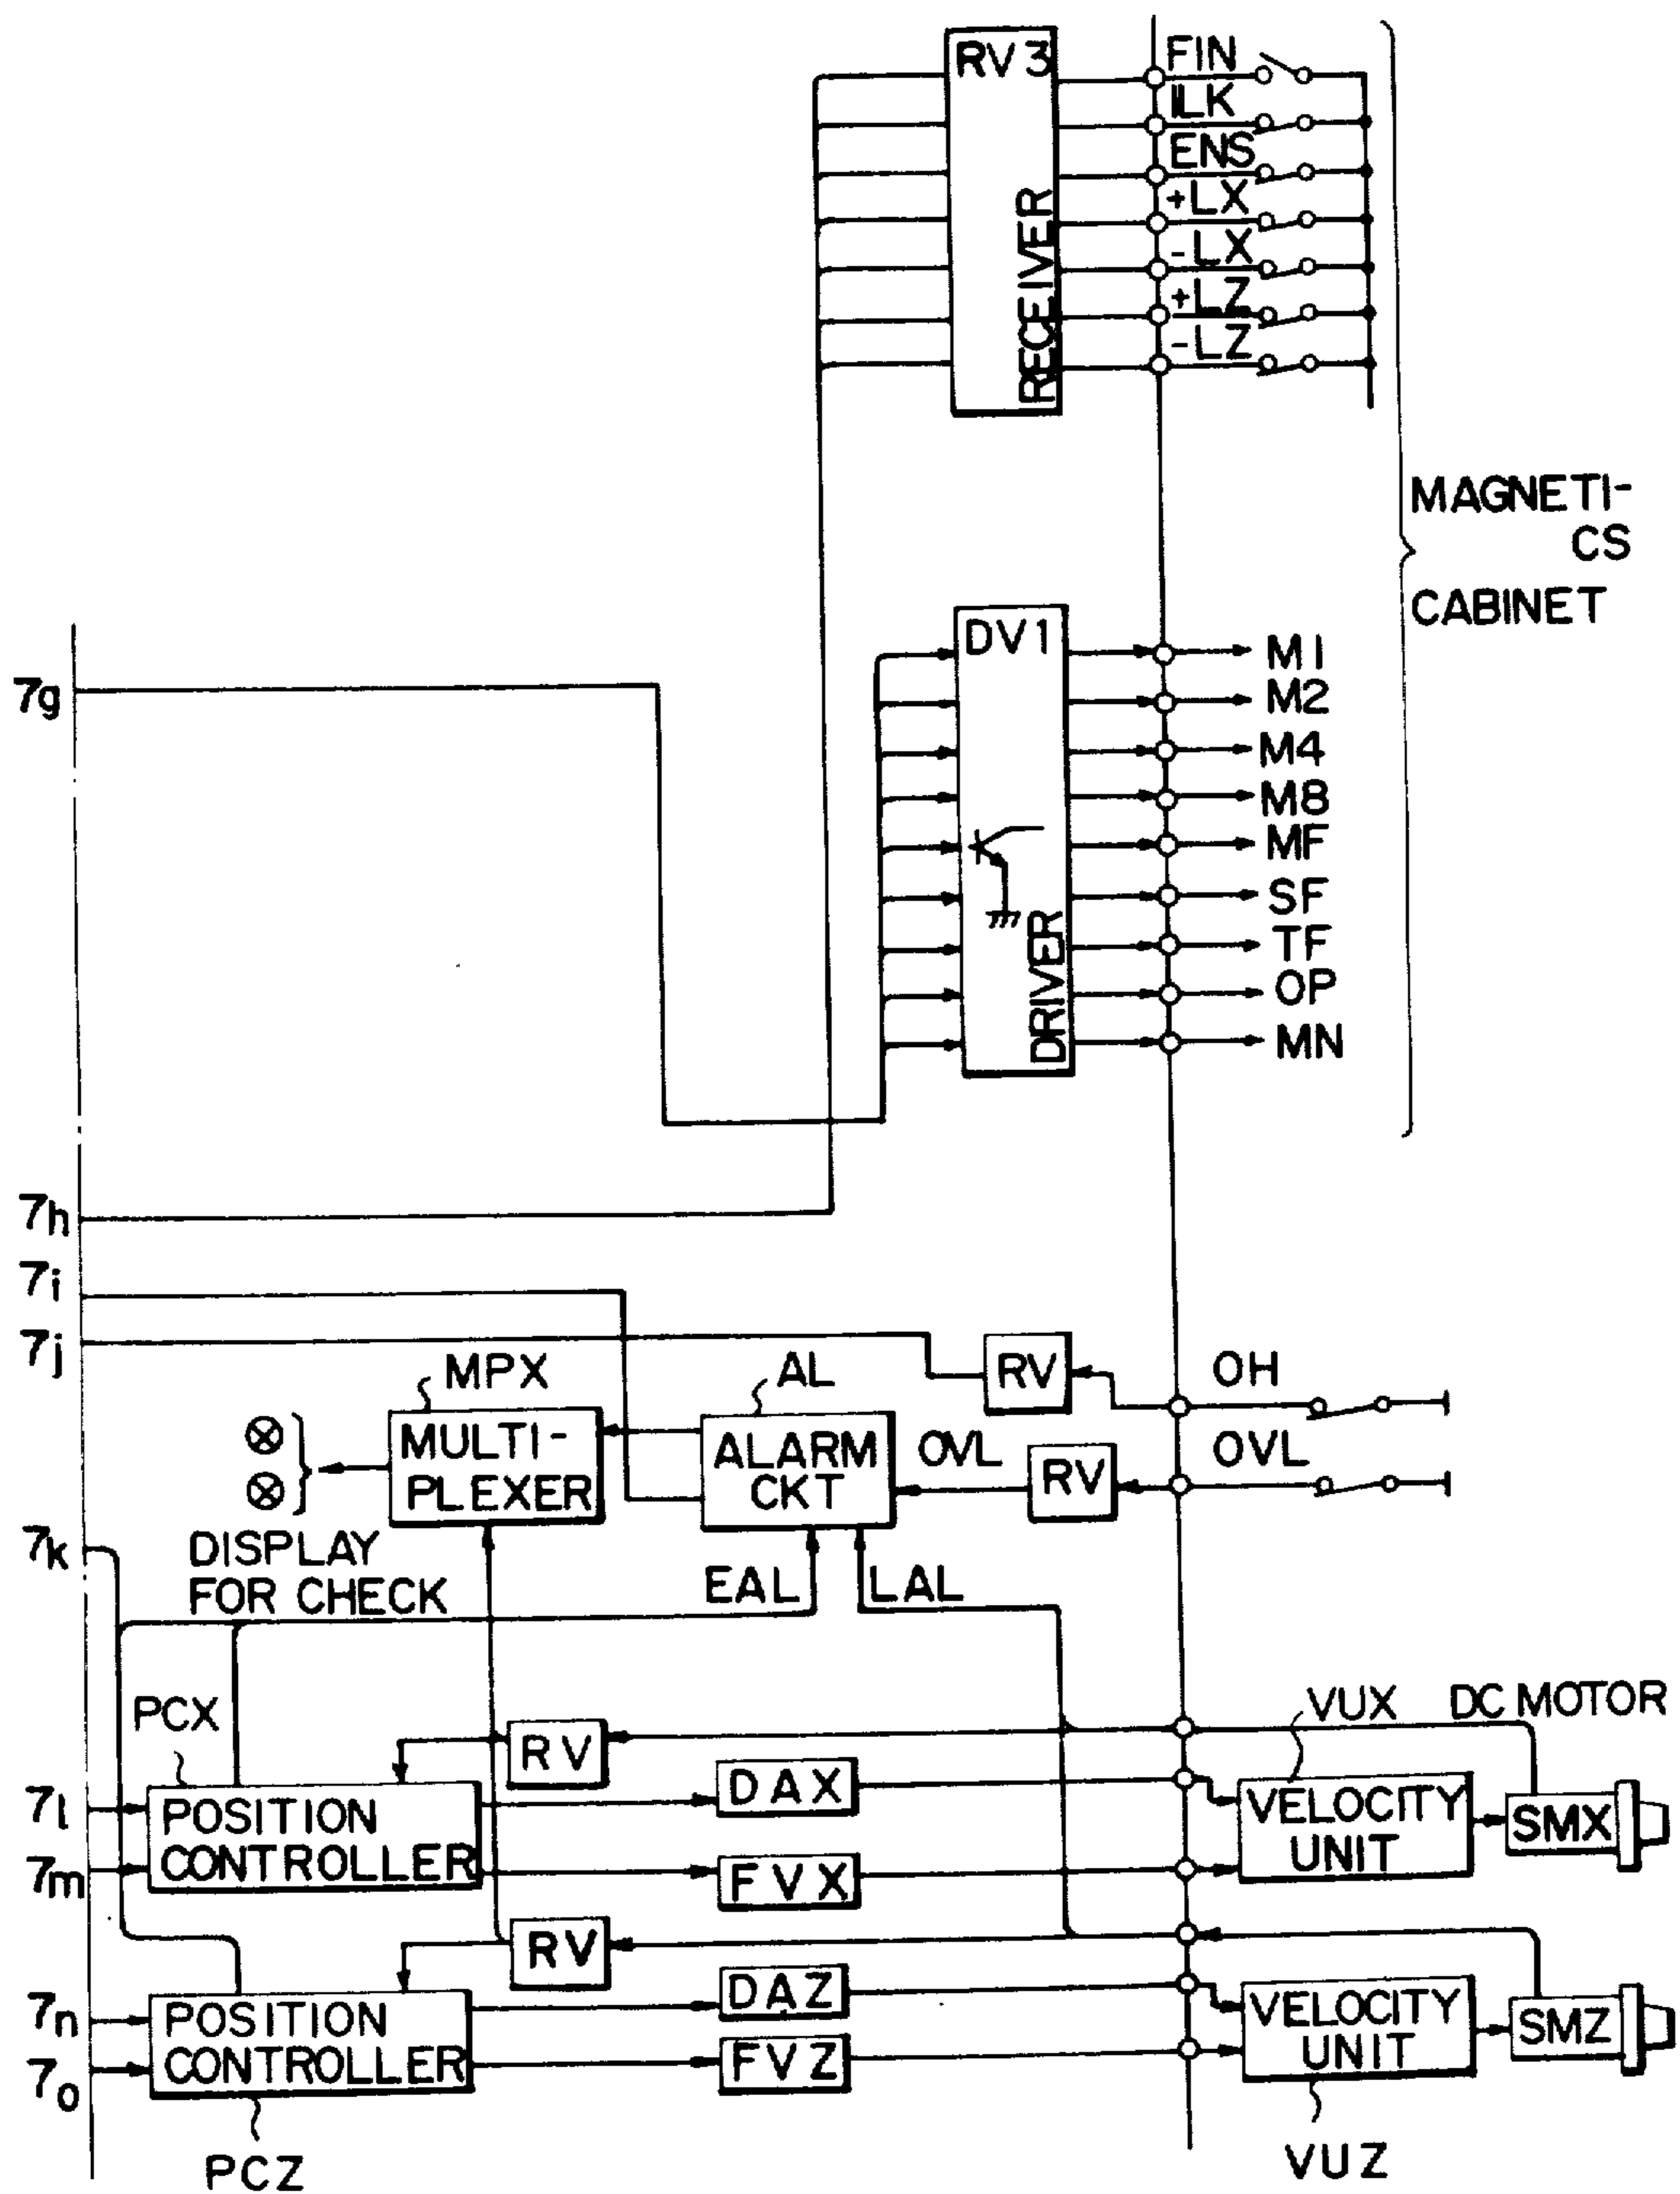 RV3
RECEIVER
FIN
ILK
ENS
+LX
-LX
+LZ
-LZ
MAGNETI-
CS
CABINET
DV1
DRIVER
M1
M2
M4
M8
MF
SF
TF
OP
MN
7g
7h
7i
7j
MPX
AL
RV
OH
MULTI-
PLEXER
ALARM
CKT
OVL
RV
OVL
7k
DISPLAY
FOR CHECK
EAL
LAL
PCX
RV
VUX
DC MOTOR
7l
POSITION
CONTROLLER
DAX
VELOCITY
UNIT
SMX
7m
FVX
RV
7n
POSITION
CONTROLLER
DAZ
VELOCITY
UNIT
SMZ
7o
FVZ
PCZ
VUZ